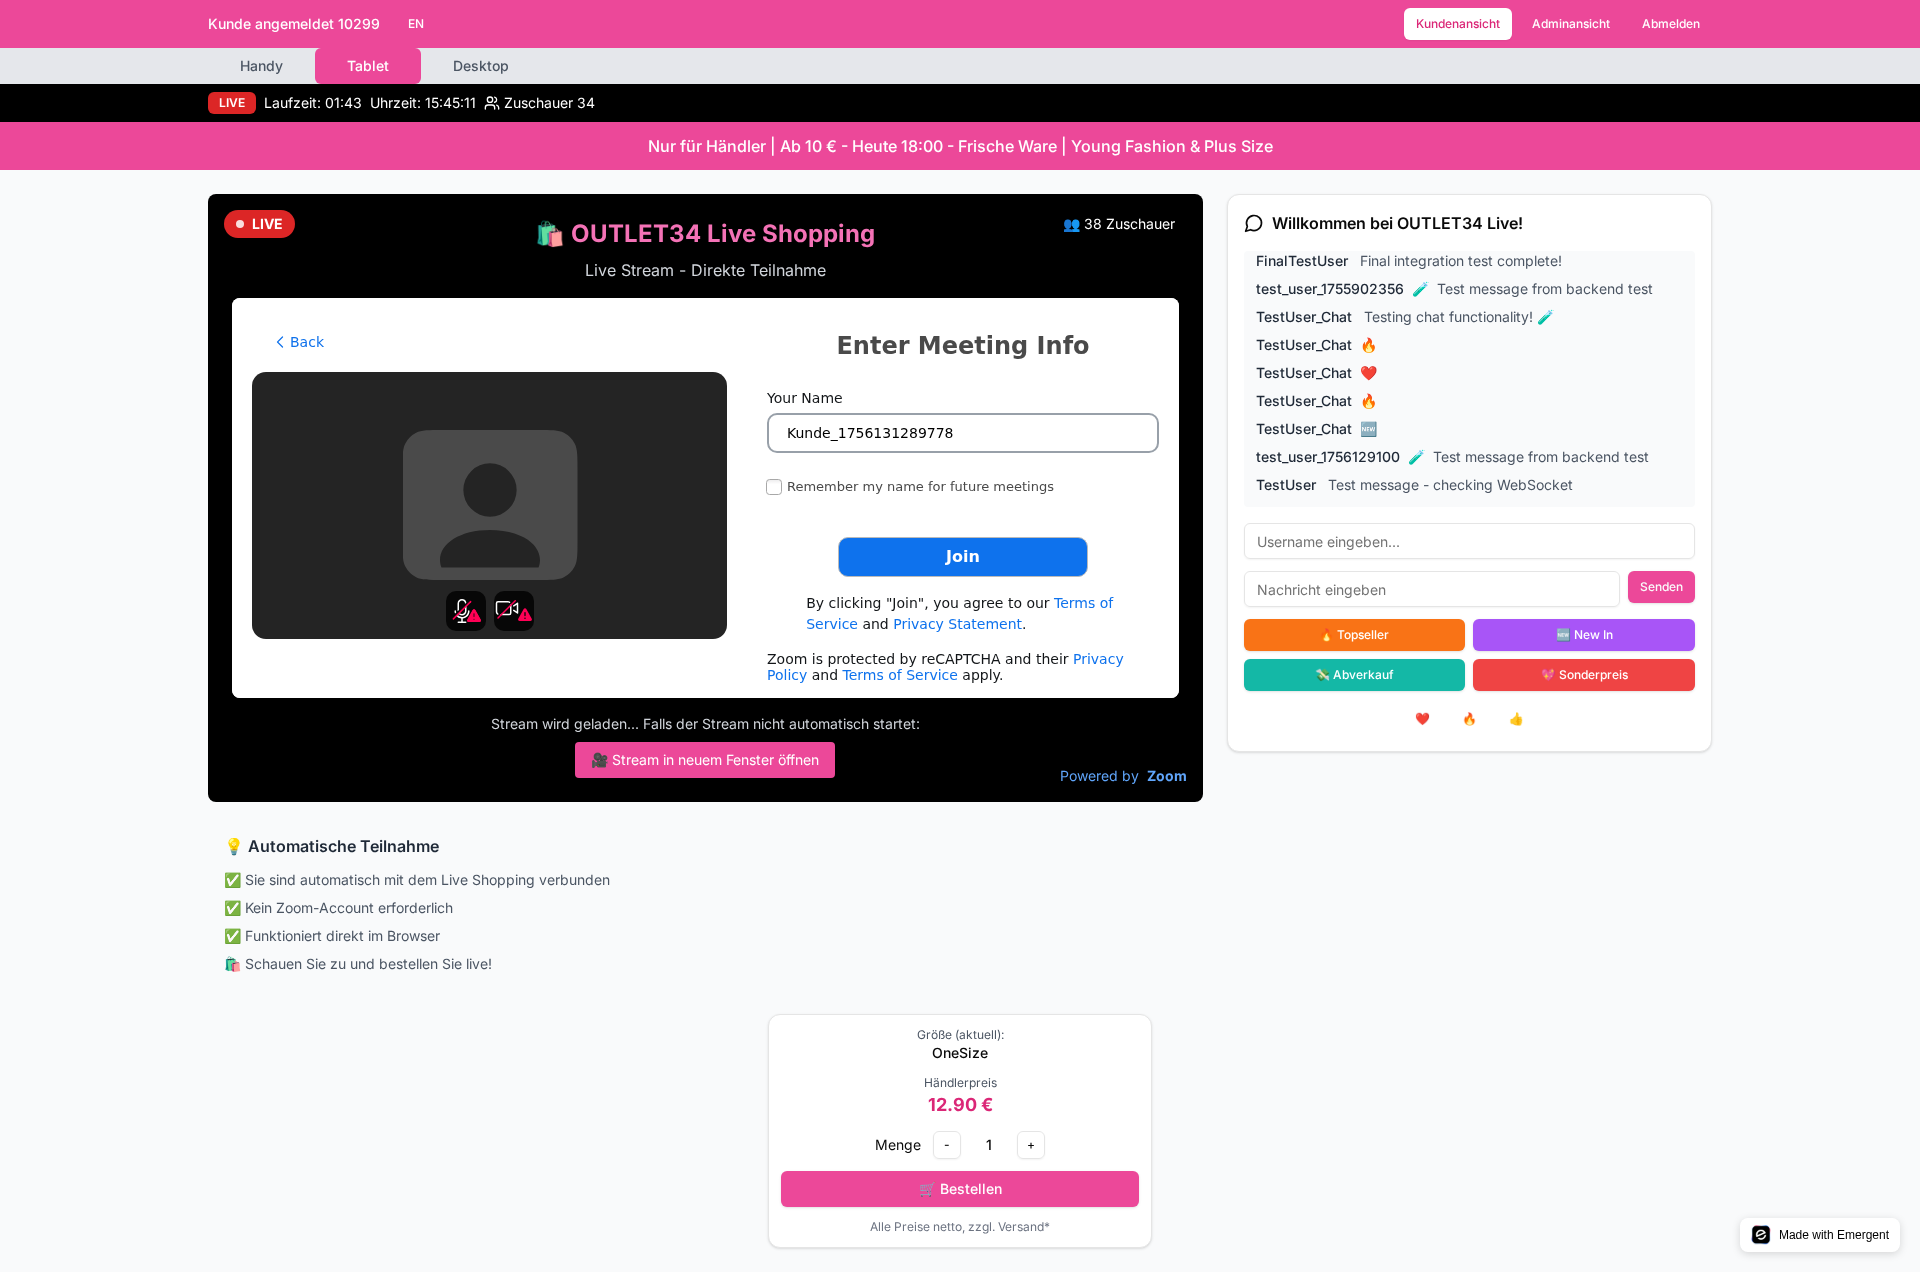 Kunde angemeldet 10299 EN Kundenansicht Adminansicht Abmelden
Handy Tablet Desktop
LIVE Laufzeit: 01:43 Uhrzeit: 15:45:11 Zuschauer 34
Nur für Händler | Ab 10 € - Heute 18:00 - Frische Ware | Young Fashion & Plus Size
LIVE
🛍️ OUTLET34 Live Shopping
👥 38 Zuschauer
Live Stream - Direkte Teilnahme
Back
Enter Meeting Info
Your Name
Kunde_1756131289778
Remember my name for future meetings
Join
By clicking "Join", you agree to our Terms of
Service and Privacy Statement.
Zoom is protected by reCAPTCHA and their Privacy
Policy and Terms of Service apply.
Stream wird geladen... Falls der Stream nicht automatisch startet:
🎥 Stream in neuem Fenster öffnen
Powered by Zoom
Willkommen bei OUTLET34 Live!
FinalTestUser Final integration test complete!
test_user_1755902356 🧪 Test message from backend test
TestUser_Chat Testing chat functionality! 🧪
TestUser_Chat 🔥
TestUser_Chat ❤️
TestUser_Chat 🔥
TestUser_Chat 🆕
test_user_1756129100 🧪 Test message from backend test
TestUser Test message - checking WebSocket
Username eingeben...
Nachricht eingeben Senden
🔥 Topseller 🆕 New In
💸 Abverkauf 💖 Sonderpreis
❤️ 🔥 👍
💡 Automatische Teilnahme
✅ Sie sind automatisch mit dem Live Shopping verbunden
✅ Kein Zoom-Account erforderlich
✅ Funktioniert direkt im Browser
🛍️ Schauen Sie zu und bestellen Sie live!
Größe (aktuell):
OneSize
Händlerpreis
12.90 €
Menge - 1 +
🛒 Bestellen
Alle Preise netto, zzgl. Versand*
Made with Emergent